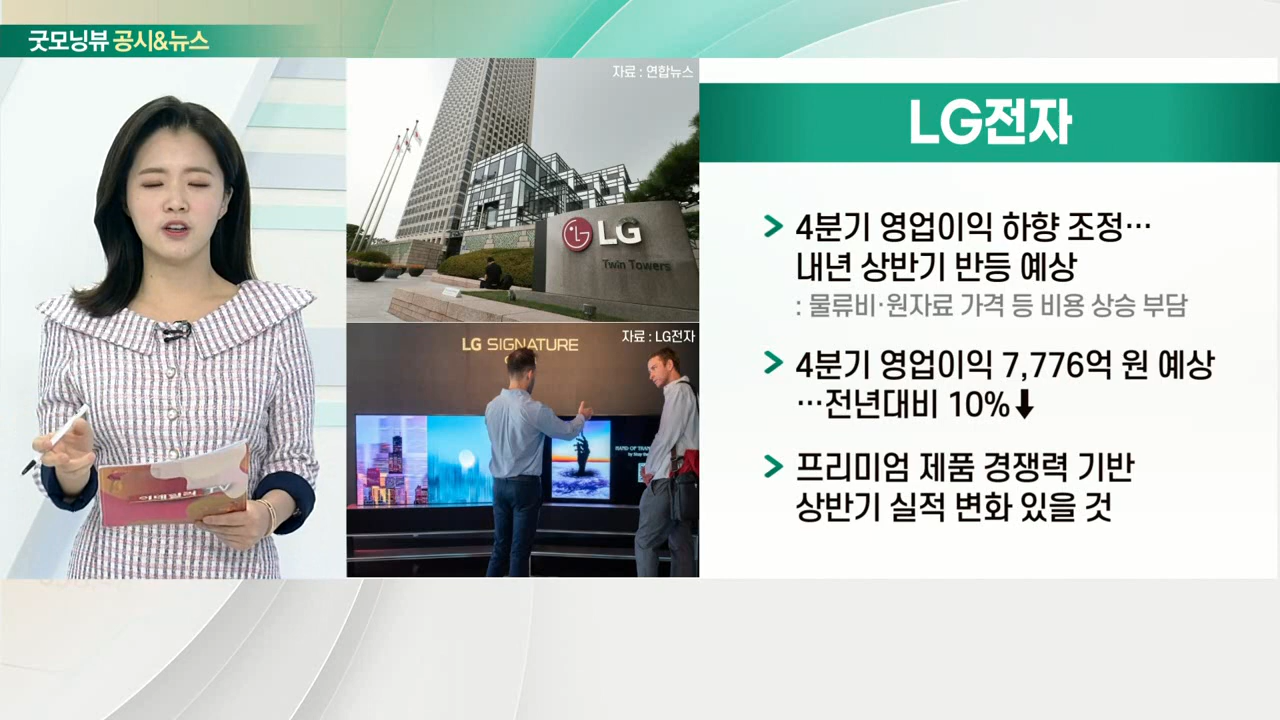 굿모닝뷰 공시&뉴스
자료 : 연합뉴스
LG
Twin Towers
자료 : LG전자
LG SIGNATURE
이데일리
LG전자
4분기 영업이익 하향 조정…
내년 상반기 반등 예상
: 물류비·원자료 가격 등 비용 상승 부담
4분기 영업이익 7,776억 원 예상
…전년대비 10%⬇
프리미엄 제품 경쟁력 기반
상반기 실적 변화 있을 것